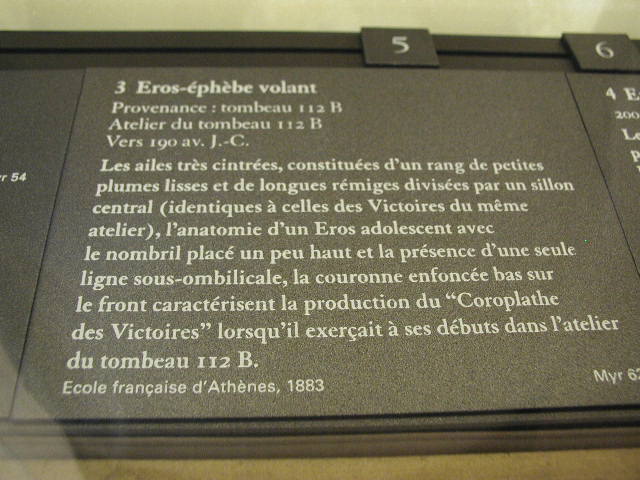 5
6
3 Eros-éphèbe volant
Provenance : tombeau 112 B
Atelier du tombeau 112 B
Vers 190 av. J.-C.
Les ailes très cintrées, constituées d'un rang de petites
plumes lisses et de longues rémiges divisées par un sillon
central (identiques à celles des Victoires du même
atelier), l'anatomie d'un Eros adolescent avec
le nombril placé un peu haut et la présence d'une seule
ligne sous-ombilicale, la couronne enfoncée bas sur
le front caractérisent la production du "Coroplathe
des Victoires" lorsqu'il exerçait à ses débuts dans l'atelier
du tombeau 112 B.
Ecole française d'Athènes, 1883
54
4
Myr 62